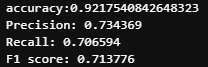 accuracy:0.9217540842648323
Precision: 0.734369
Recall: 0.706594
F1 score: 0.713776